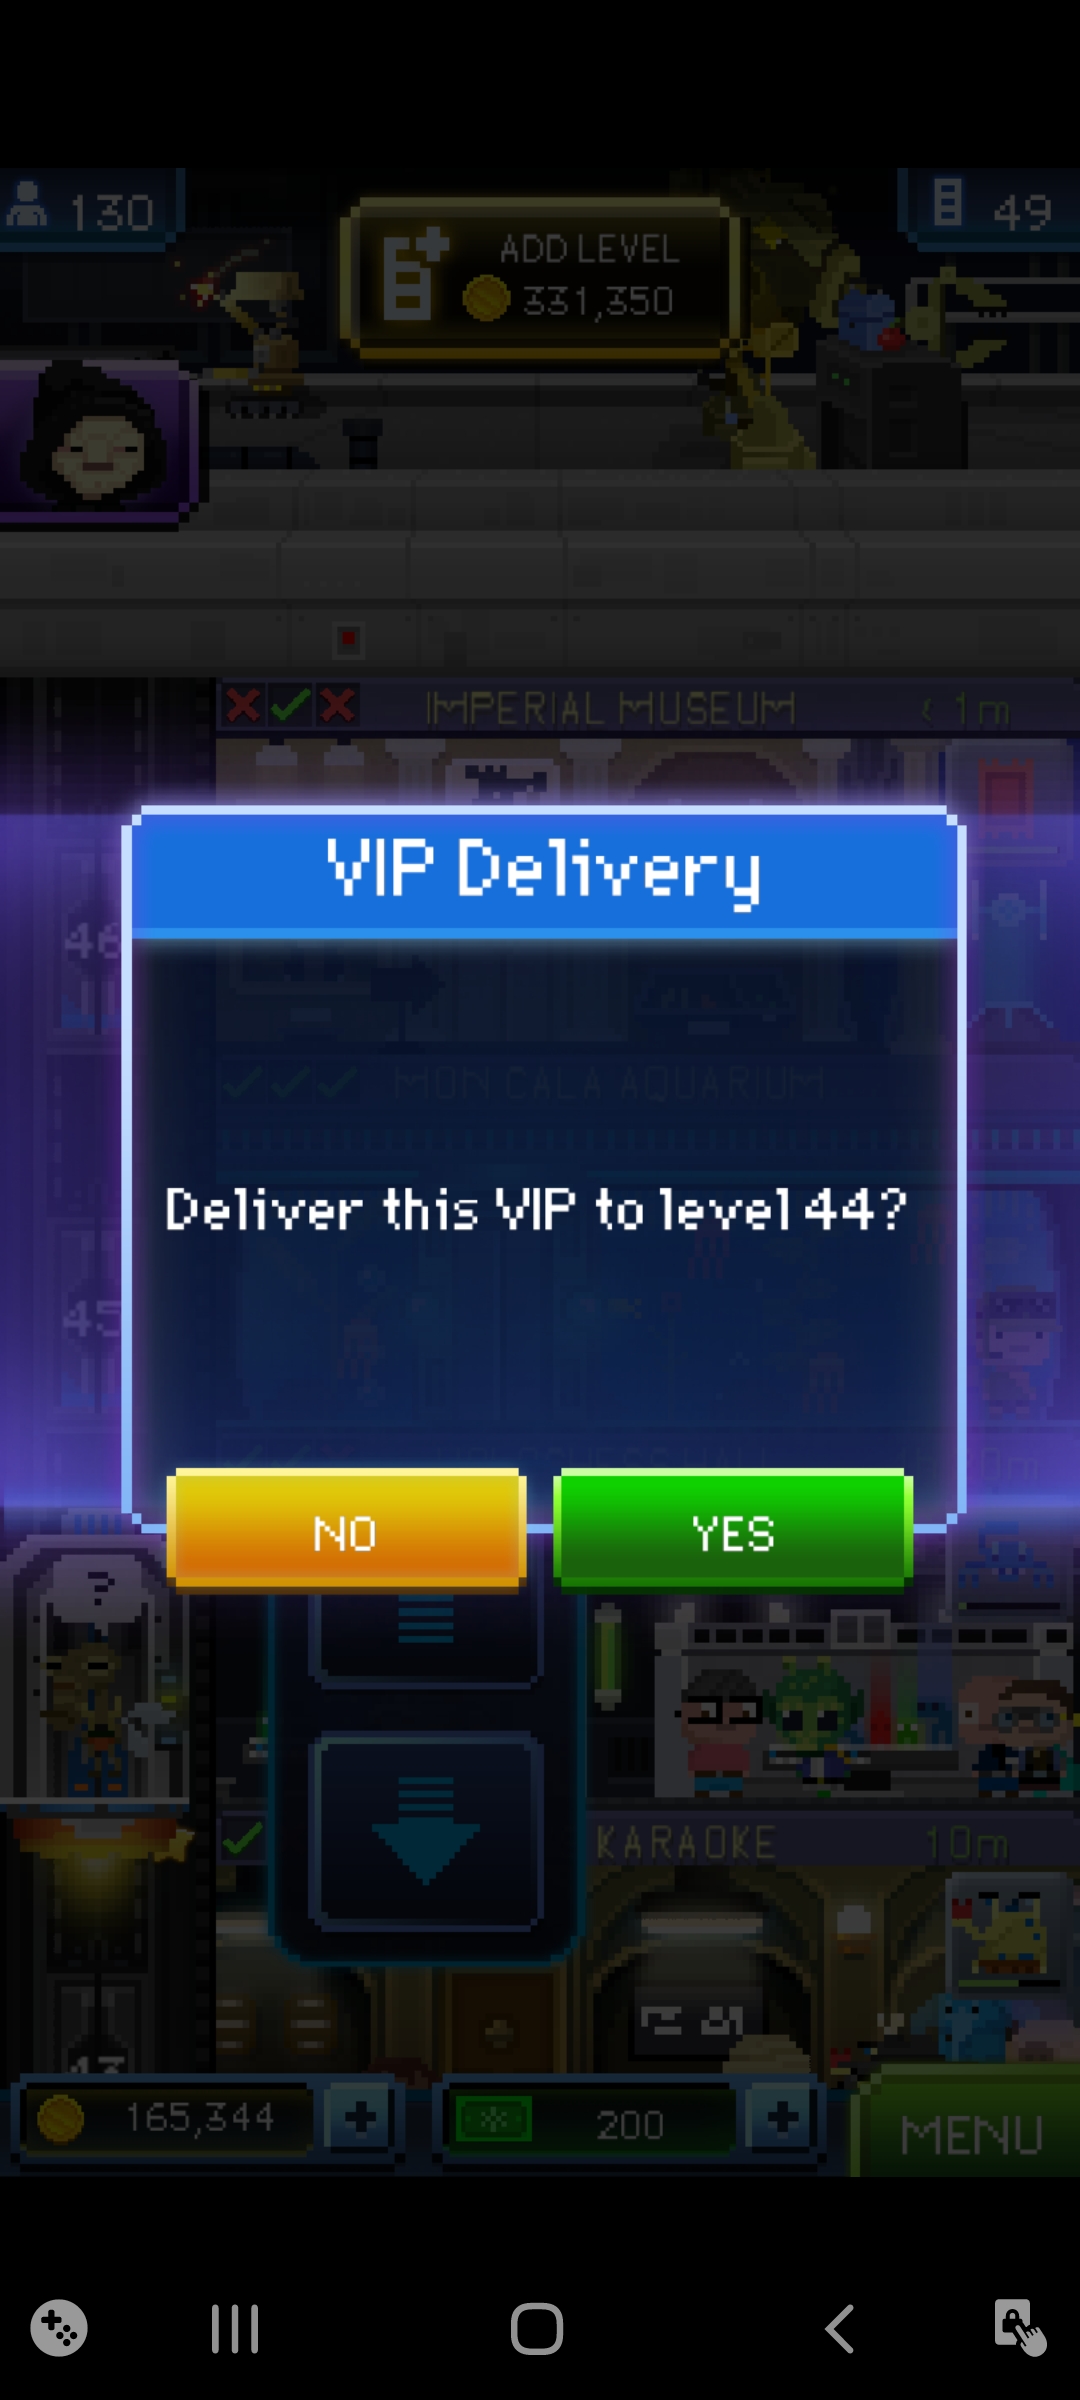 130
ADD LEVEL
331,350
49
IMPERIAL MUSEUM
< 1m
VIP Delivery
46
MON CALA AQUARIUM
Deliver this VIP to level 44?
45
NO
YES
?
KARAOKE
10m
43
165,344
+
200
+
MENU